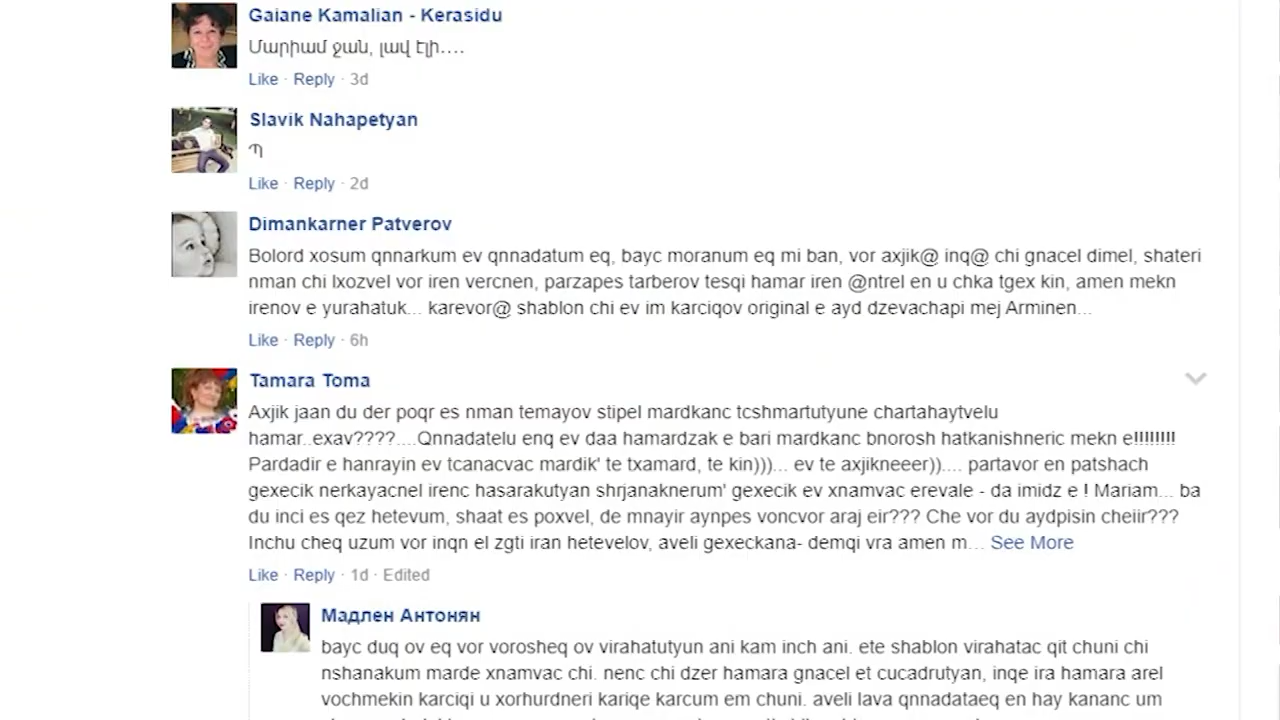 Gaiane Kamalian - Kerasidu
Մարիամ ջան, լավ էլի....
Like · Reply · 3d
Slavik Nahapetyan
Պ
Like · Reply · 2d
Dimankarner Patverov
Bolord xosum qnnarkum ev qnnadatum eq, bayc moranum eq mi ban, vor axjik@ inq@ chi gnacel dimel, shateri
nman chi lxozvel vor iren vercnen, parzapes tarberov tesqi hamar iren @ntrel en u chka tgex kin, amen mekn
irenov e yurahatuk... karevor@ shablon chi ev im karciqov original e ayd dzevachapi mej Arminen...
Like · Reply · 6h
Tamara Toma
Axjik jaan du der poqr es nman temayov stipel mardkanc tcshmartutyune chartahaytvelu
hamar..exav????....Qnnadatelu enq ev daa hamardzak e bari mardkanc bnorosh hatkanishneric mekn e!!!!!!!!
Pardadir e hanrayin ev tcanacvac mardik' te txamard, te kin)))... ev te axjikneeer)).... partavor en patshach
gexecik nerkayacnel irenc hasarakutyan shrjanaknerum' gexecik ev xnamvac erevale - da imidz e ! Mariam... ba
du inci es qez hetevum, shaat es poxvel, de mnayir aynpes voncvor araj eir??? Che vor du aydpisin cheiir???
Inchu cheq uzum vor inqn el zgti iran hetevelov, aveli gexeckana- demqi vra amen m... See More
Like · Reply · 1d · Edited
Мадлен Антонян
bayc duq ov eq vor vorosheq ov virahatutyun ani kam inch ani. ete shablon virahatac qit chuni chi
nshanakum marde xnamvac chi. nenc chi dzer hamara gnacel et cucadrutyan, inqe ira hamara arel
vochmekin karciqi u xorhurdneri kariqe karcum em chuni. aveli lava qnnadataeq en hay kananc um